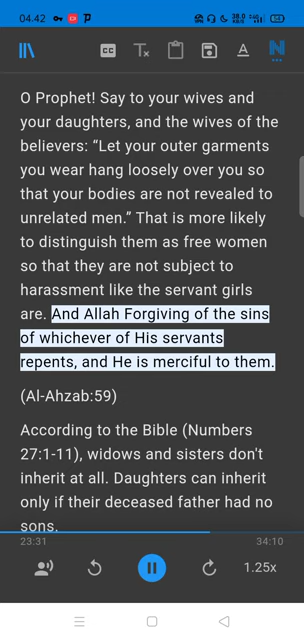 04.42
38.0 KB/S
54
CC
A
N
O Prophet! Say to your wives and
your daughters, and the wives of the
believers: “Let your outer garments
you wear hang loosely over you so
that your bodies are not revealed to
unrelated men.” That is more likely
to distinguish them as free women
so that they are not subject to
harassment like the servant girls
are. And Allah Forgiving of the sins
of whichever of His servants
repents, and He is merciful to them.
(Al-Ahzab:59)
According to the Bible (Numbers
27:1-11), widows and sisters don't
inherit at all. Daughters can inherit
only if their deceased father had no
sons.
23:31
34:10
1.25x